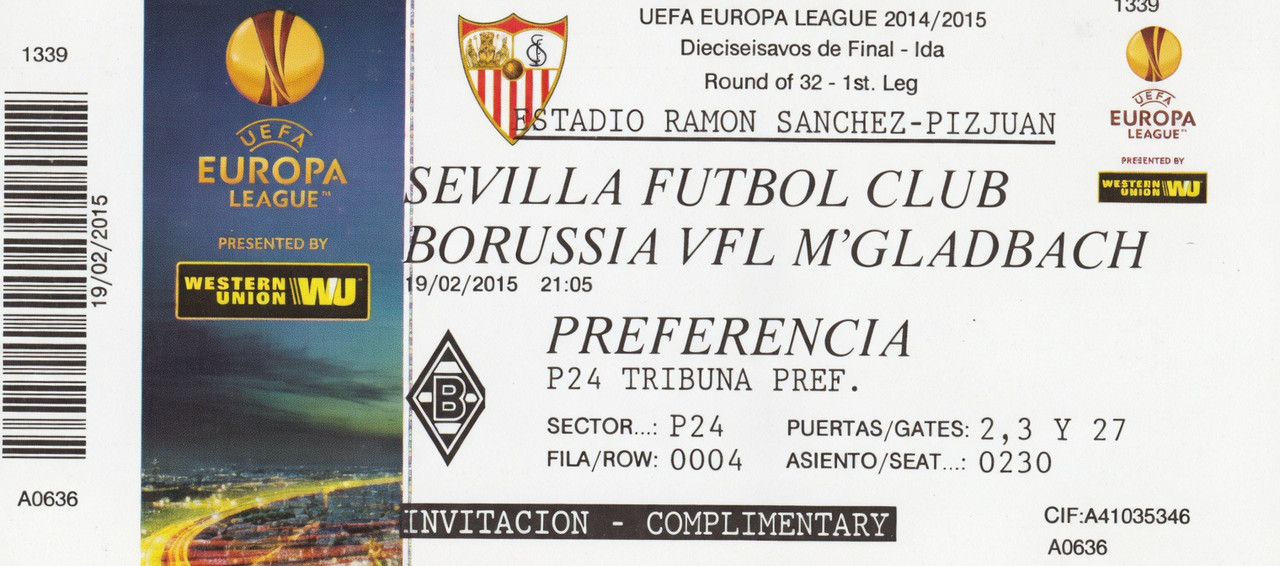 1339
19/02/2015
A0636
UEFA
EUROPA
LEAGUE™
PRESENTED BY
WESTERN
UNION WU
UEFA EUROPA LEAGUE 2014/2015
Dieciseisavos de Final - Ida
Round of 32 - 1st. Leg
ESTADIO RAMON SANCHEZ-PIZJUAN
SEVILLA FUTBOL CLUB
BORUSSIA VFL M'GLADBACH
19/02/2015 21:05
B
PREFERENCIA
P24 TRIBUNA PREF.
SECTOR...: P24 PUERTAS/GATES: 2,3 Y 27
FILA/ROW: 0004 ASIENTO/SEAT...: 0230
INVITACION - COMPLIMENTARY
1339
UEFA
EUROPA
LEAGUE™
PRESENTED BY
WESTERN
UNION WU
CIF:A41035346
A0636